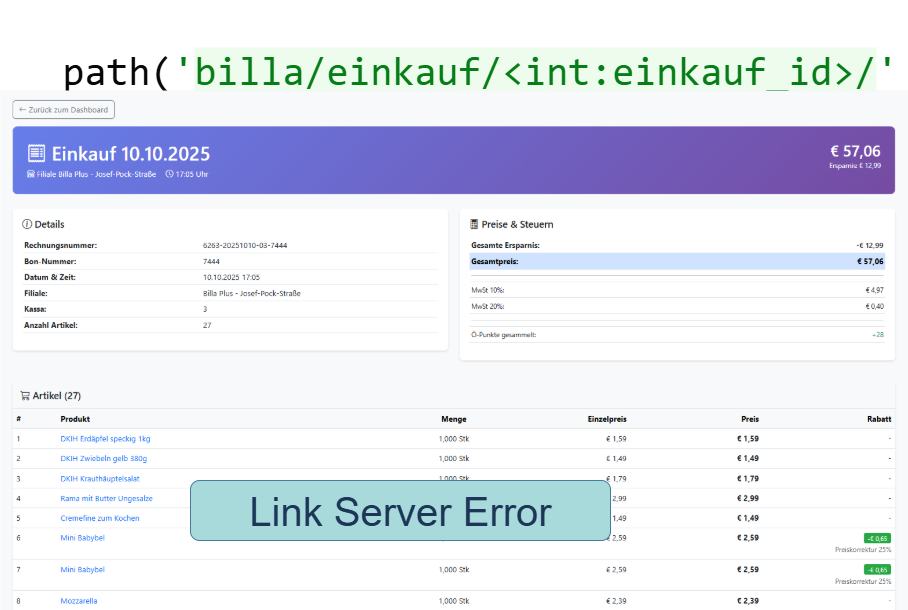 path('billa/einkauf/<int:einkauf_id>/'
← Zurück zum Dashboard
Einkauf 10.10.2025
€ 57,06
Filiale Billa Plus - Josef-Pock-Straße 17:05 Uhr
Ersparnis: € 12,99
Details
Rechnungsnummer: 6263-20251010-03-7444
Bon-Nummer: 7444
Datum & Zeit: 10.10.2025 17:05
Filiale: Billa Plus - Josef-Pock-Straße
Kassa: 3
Anzahl Artikel: 27
Preise & Steuern
Gesamte Ersparnis: -€ 12,99
Gesamtpreis: € 57,06
MwSt 10%: € 4,97
MwSt 20%: € 0,40
Ö-Punkte gesammelt: +28
Artikel (27)
# Produkt Menge Einzelpreis Preis Rabatt
1 DKIH Erdäpfel speckig 1kg 1,000 Stk € 1,59 € 1,59 -
2 DKIH Zwiebeln gelb 380g 1,000 Stk € 1,49 € 1,49 -
3 DKIH Krauthäuptelsalat 1,000 Stk € 1,79 € 1,79 -
4 Rama mit Butter Ungesalze 2,99 € 2,99 -
5 Cremefine zum Kochen 1,49 € 1,49 -
Link Server Error
6 Mini Babybel 2,59 € 2,59 -€ 0,65
Preiskorrektur 25%
7 Mini Babybel 1,000 Stk € 2,59 € 2,59 -€ 0,65
Preiskorrektur 25%
8 Mozzarella 1,000 Stk € 2,39 € 2,39 -